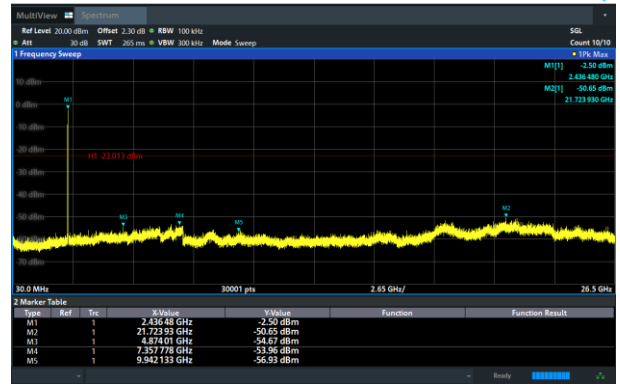 MultiView Spectrum
Ref Level 20.00 dBm Offset 2.30 dB RBW 100 kHz SGL
Att 30 dB SWT 265 ms VBW 300 kHz Mode Sweep Count 10/10
1 Frequency Sweep 1Pk Max
M1[1] -2.50 dBm
2.436 480 GHz
10 dBm
M2[1] -50.65 dBm
21.723 930 GHz
M1
0 dBm
-10 dBm
-20 dBm
H1 -23.013 dBm
-30 dBm
-40 dBm
M2
-50 dBm
M3 M4
M5
-70 dBm
30.0 MHz 30001 pts 2.65 GHz/ 26.5 GHz
2 Marker Table
Type Ref Trc X-Value Y-Value Function Function Result
M1 1 2.436 48 GHz -2.50 dBm
M2 1 21.723 93 GHz -50.65 dBm
M3 1 4.874 01 GHz -54.67 dBm
M4 1 7.357 778 GHz -53.96 dBm
M5 1 9.942 133 GHz -56.93 dBm
Ready